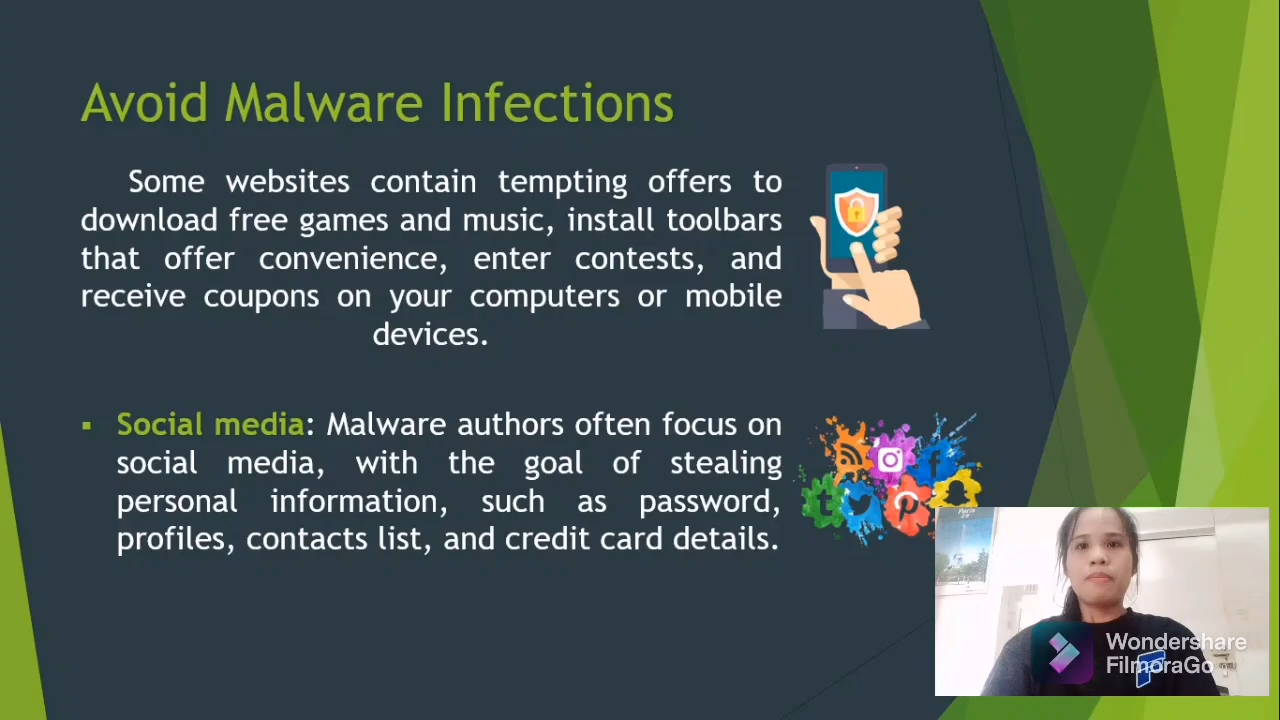 Avoid Malware Infections
Some websites contain tempting offers to
download free games and music, install toolbars
that offer convenience, enter contests, and
receive coupons on your computers or mobile
devices.
Social media: Malware authors often focus on
social media, with the goal of stealing
personal information, such as password,
profiles, contacts list, and credit card details.
Wondershare
FilmoraGo